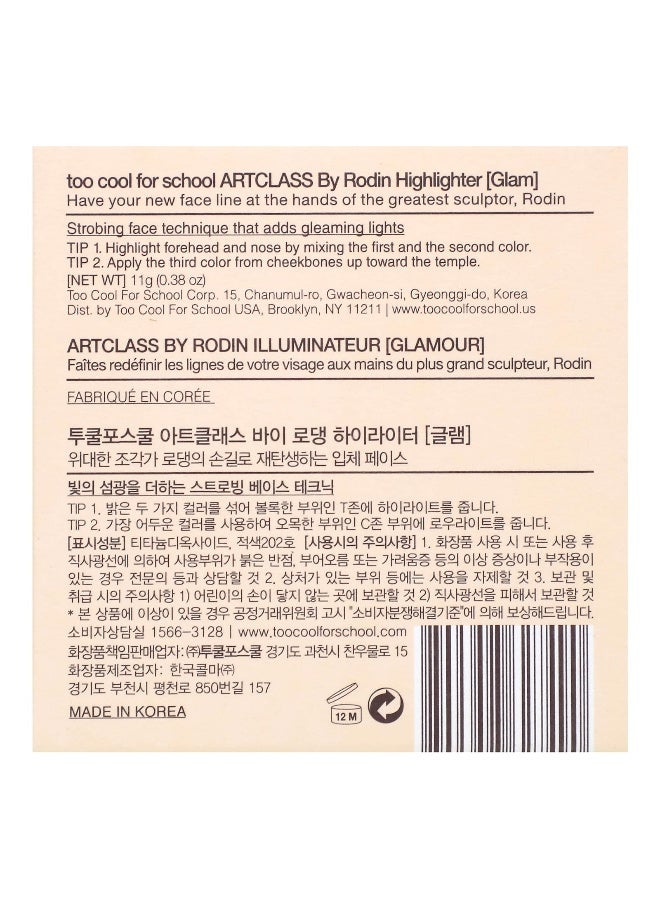 too cool for school ARTCLASS By Rodin Highlighter [Glam]
Have your new face line at the hands of the greatest sculptor, Rodin
Strobing face technique that adds gleaming lights
TIP 1. Highlight forehead and nose by mixing the first and the second color.
TIP 2. Apply the third color from cheekbones up toward the temple.
[NET WT] 11g (0.38 oz)
Too Cool For School Corp. 15, Chanumul-ro, Gwacheon-si, Gyeonggi-do, Korea
Dist. by Too Cool For School USA, Brooklyn, NY 11211 | www.toocoolforschool.us
ARTCLASS BY RODIN ILLUMINATEUR [GLAMOUR]
Faîtes redéfinir les lignes de votre visage aux mains du plus grand sculpteur, Rodin
FABRIQUÉ EN CORÉE
투쿨포스쿨 아트클래스 바이 로댕 하이라이터 [글램]
위대한 조각가 로댕의 손길로 재탄생하는 입체 페이스
빛의 섬광을 더하는 스트로빙 베이스 테크닉
TIP 1. 밝은 두 가지 컬러를 섞어 볼록한 부위인 T존에 하이라이트를 줍니다.
TIP 2. 가장 어두운 컬러를 사용하여 오목한 부위인 C존 부위에 로우라이트를 줍니다.
[표시성분] 티타늄디옥사이드, 적색202호 [사용시의 주의사항] 1. 화장품 사용 시 또는 사용 후
직사광선에 의하여 사용부위가 붉은 반점, 부어오름 또는 가려움증 등의 이상 증상이나 부작용이
있는 경우 전문의 등과 상담할 것 2. 상처가 있는 부위 등에는 사용을 자제할 것 3. 보관 및
취급 시의 주의사항 1) 어린이의 손이 닿지 않는 곳에 보관할 것 2) 직사광선을 피해서 보관할 것
* 본 상품에 이상이 있을 경우 공정거래위원회 고시 "소비자분쟁해결기준"에 의해 보상해드립니다.
소비자상담실 1566-3128 | www.toocoolforschool.com
화장품책임판매업자: ㈜투쿨포스쿨 경기도 과천시 찬우물로 15
화장품제조업자: 한국콜마㈜
경기도 부천시 평천로 850번길 157
MADE IN KOREA
12 M